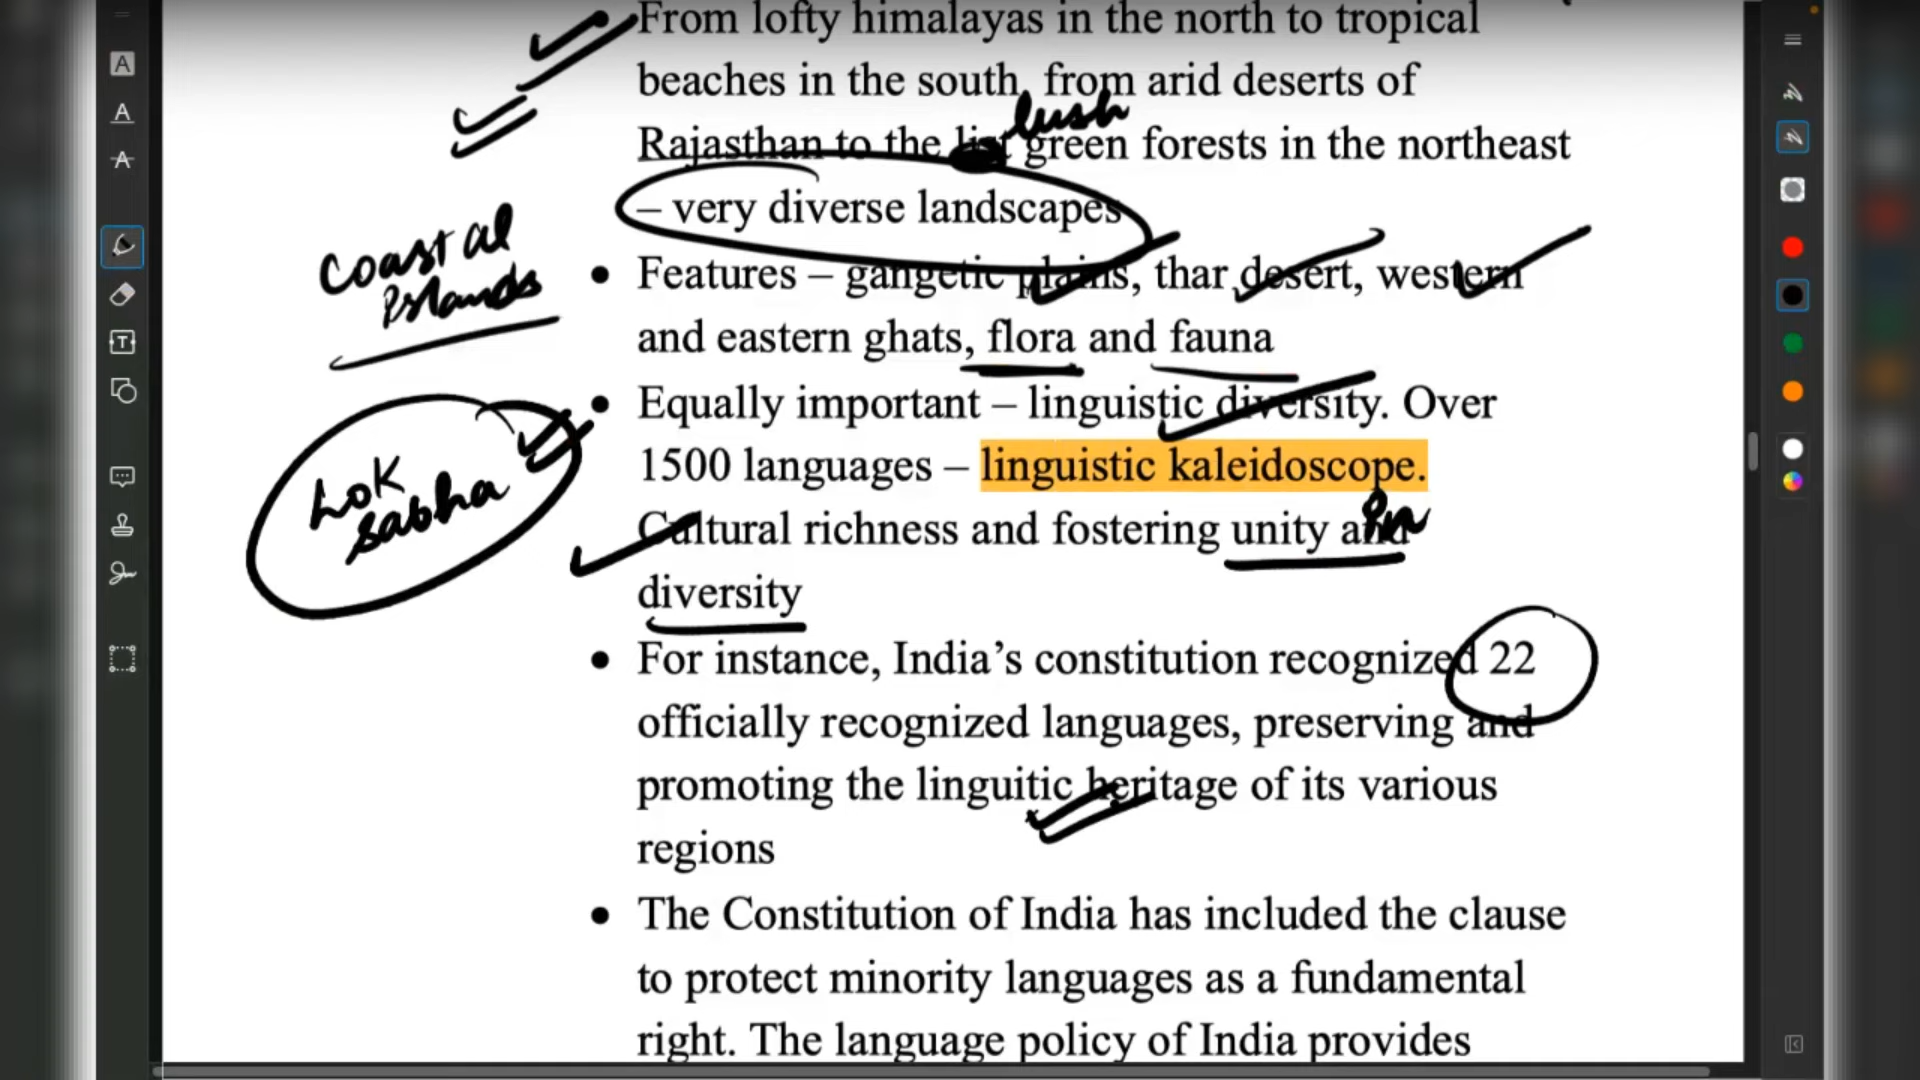 From lofty himalayas in the north to tropical
beaches in the south, from arid deserts of
lush
Rajasthan to the list green forests in the northeast
– very diverse landscapes
Coastal
Islands
• Features – gangetic plains, thar desert, western
and eastern ghats, flora and fauna
• Equally important – linguistic diversity. Over
1500 languages – linguistic kaleidoscope.
Lok
Sabha
in
Cultural richness and fostering unity and
diversity
• For instance, India’s constitution recognized 22
officially recognized languages, preserving and
promoting the linguitic heritage of its various
regions
• The Constitution of India has included the clause
to protect minority languages as a fundamental
right. The language policy of India provides